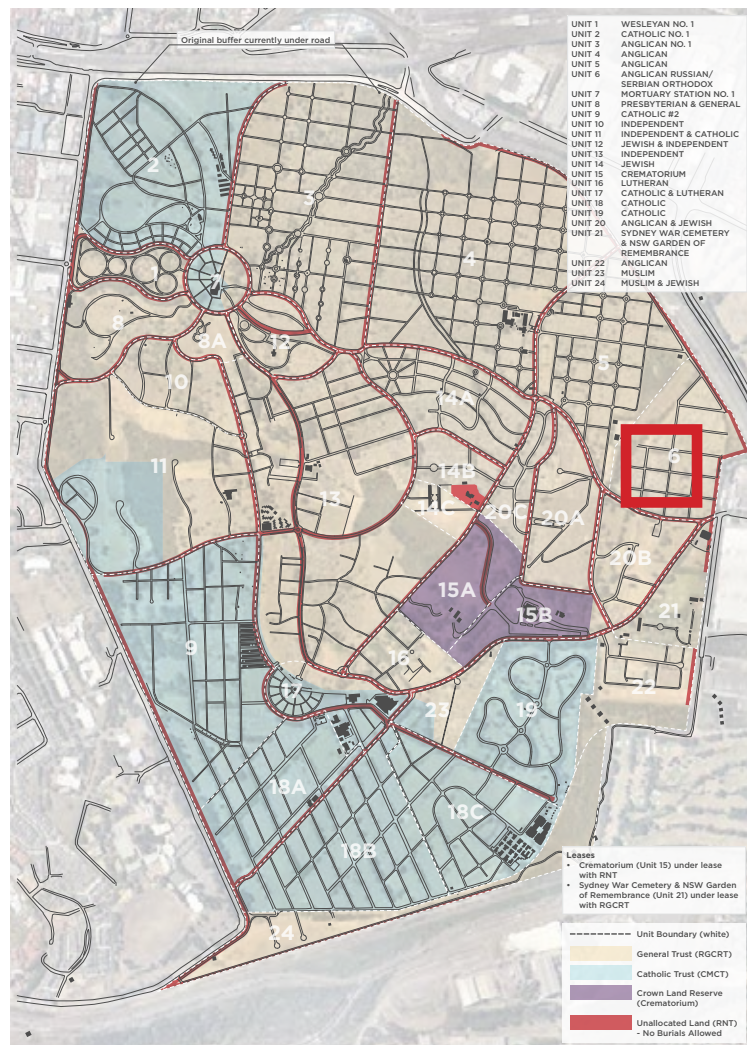 Original buffer currently under road
UNIT 1 WESLEYAN NO. 1
UNIT 2 CATHOLIC NO. 1
UNIT 3 ANGLICAN NO. 1
UNIT 4 ANGLICAN
UNIT 5 ANGLICAN
UNIT 6 ANGLICAN RUSSIAN/
SERBIAN ORTHODOX
UNIT 7 MORTUARY STATION NO. 1
UNIT 8 PRESBYTERIAN & GENERAL
UNIT 9 CATHOLIC #2
UNIT 10 INDEPENDENT
UNIT 11 INDEPENDENT & CATHOLIC
UNIT 12 JEWISH & INDEPENDENT
UNIT 13 INDEPENDENT
UNIT 14 JEWISH
UNIT 15 CREMATORIUM
UNIT 16 LUTHERAN
UNIT 17 CATHOLIC & LUTHERAN
UNIT 18 CATHOLIC
UNIT 19 CATHOLIC
UNIT 20 ANGLICAN & JEWISH
UNIT 21 SYDNEY WAR CEMETERY
& NSW GARDEN OF
REMEMBRANCE
UNIT 22 ANGLICAN
UNIT 23 MUSLIM
UNIT 24 MUSLIM & JEWISH
2
3
1
7
4
8
8A
12
5
10
14A
6
11
14B
13
14C
20C
20A
20B
15A
15B
21
9
16
22
17
23
19
18A
18C
18B
24
Leases
• Crematorium (Unit 15) under lease
with RNT
• Sydney War Cemetery & NSW Garden
of Remembrance (Unit 21) under lease
with RGCRT
Unit Boundary (white)
General Trust (RGCRT)
Catholic Trust (CMCT)
Crown Land Reserve
(Crematorium)
Unallocated Land (RNT)
- No Burials Allowed